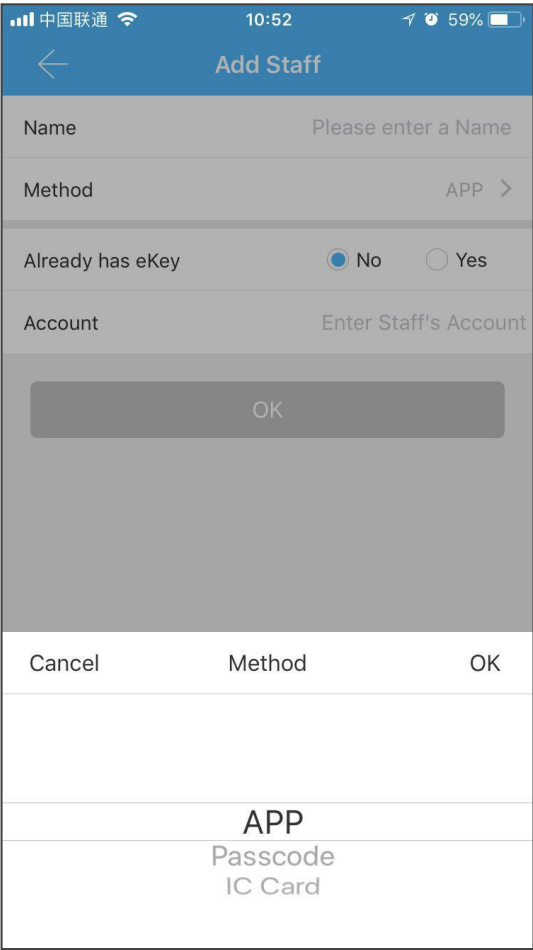 中国联通 10:52 59%
Add Staff
Name Please enter a Name
Method APP
Already has eKey No Yes
Account Enter Staff's Account
OK
Cancel Method OK
APP
Passcode
IC Card